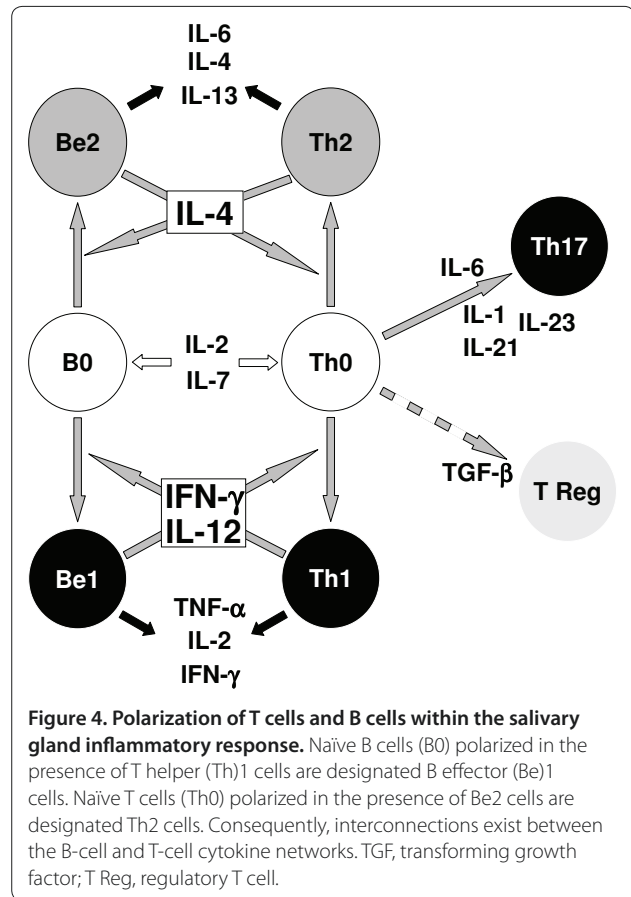 IL-6
IL-4
IL-13
Be2
Th2
IL-4
Th17
IL-6
IL-1
IL-23
IL-21
B0
IL-2
IL-7
Th0
TGF-β
T Reg
IFN-γ
IL-12
Be1
Th1
TNF-α
IL-2
IFN-γ
Figure 4. Polarization of T cells and B cells within the salivary
gland inflammatory response. Naïve B cells (B0) polarized in the
presence of T helper (Th)1 cells are designated B effector (Be)1
cells. Naïve T cells (Th0) polarized in the presence of Be2 cells are
designated Th2 cells. Consequently, interconnections exist between
the B-cell and T-cell cytokine networks. TGF, transforming growth
factor; T Reg, regulatory T cell.